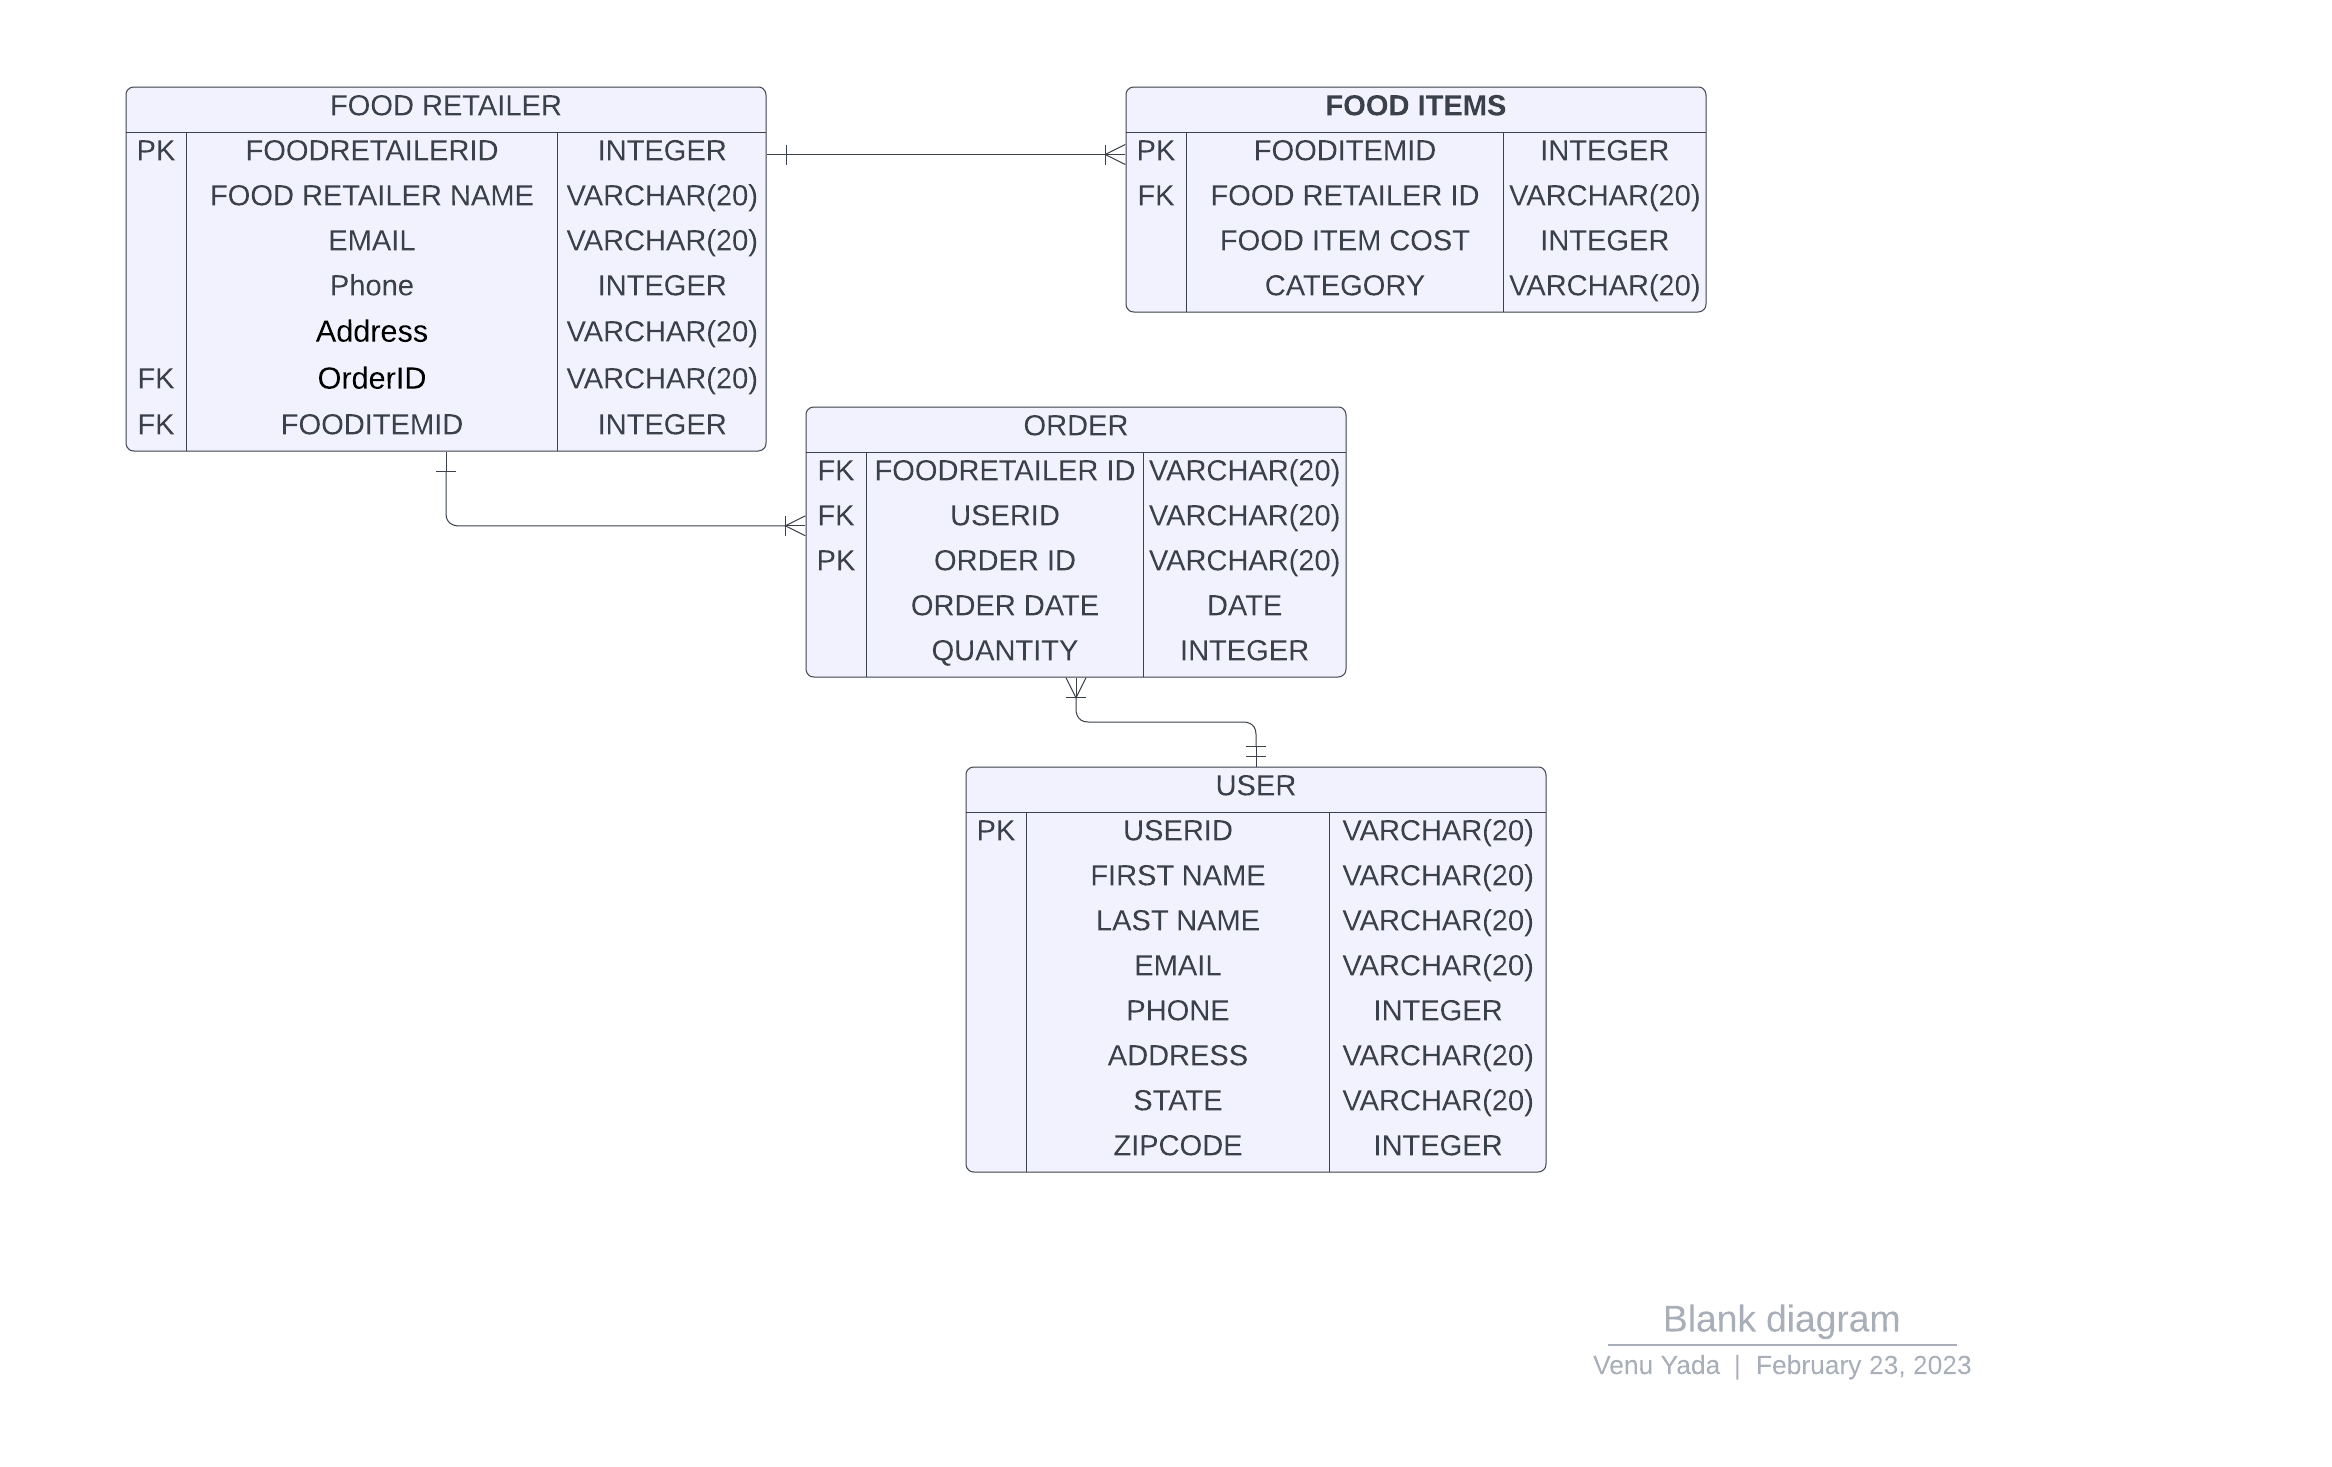 FOOD RETAILER
PK FOODRETAILERID INTEGER
FOOD RETAILER NAME VARCHAR(20)
EMAIL VARCHAR(20)
Phone INTEGER
Address VARCHAR(20)
FK OrderID VARCHAR(20)
FK FOODITEMID INTEGER
FOOD ITEMS
PK FOODITEMID INTEGER
FK FOOD RETAILER ID VARCHAR(20)
FOOD ITEM COST INTEGER
CATEGORY VARCHAR(20)
ORDER
FK FOODRETAILER ID VARCHAR(20)
FK USERID VARCHAR(20)
PK ORDER ID VARCHAR(20)
ORDER DATE DATE
QUANTITY INTEGER
USER
PK USERID VARCHAR(20)
FIRST NAME VARCHAR(20)
LAST NAME VARCHAR(20)
EMAIL VARCHAR(20)
PHONE INTEGER
ADDRESS VARCHAR(20)
STATE VARCHAR(20)
ZIPCODE INTEGER
Blank diagram
Venu Yada | February 23, 2023